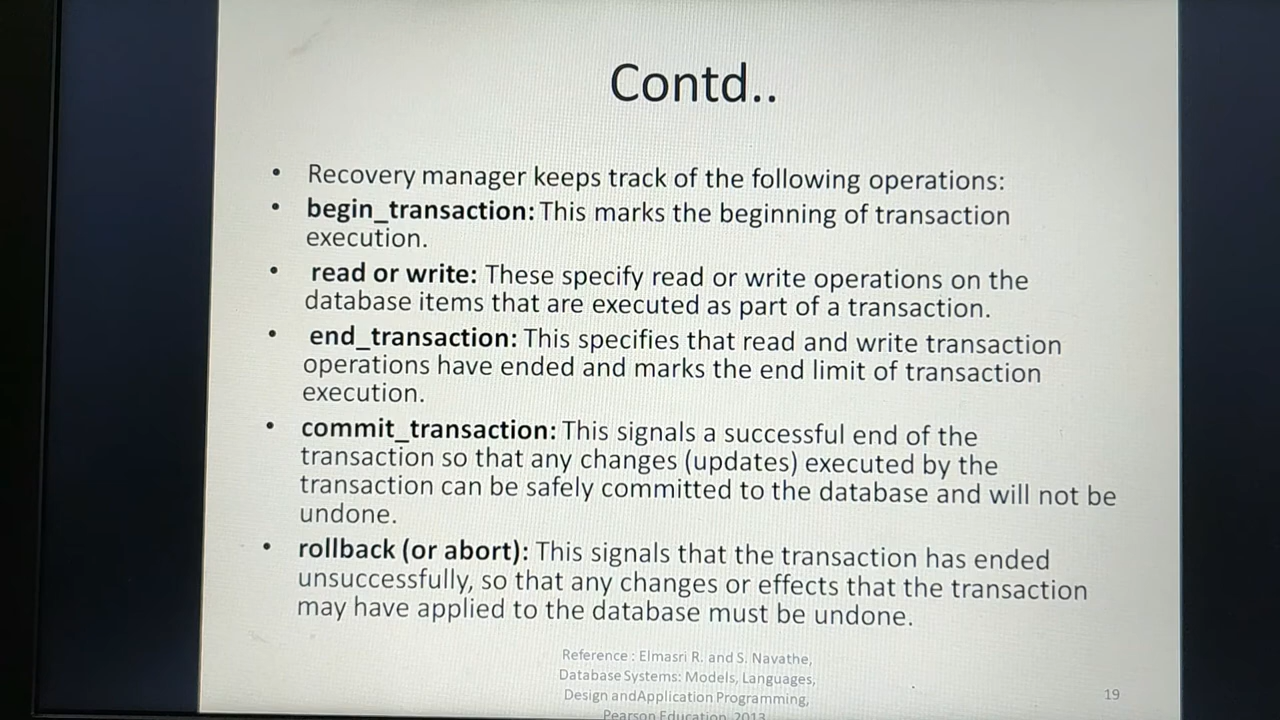 Contd..
• Recovery manager keeps track of the following operations:
• begin_transaction: This marks the beginning of transaction
execution.
• read or write: These specify read or write operations on the
database items that are executed as part of a transaction.
• end_transaction: This specifies that read and write transaction
operations have ended and marks the end limit of transaction
execution.
• commit_transaction: This signals a successful end of the
transaction so that any changes (updates) executed by the
transaction can be safely committed to the database and will not be
undone.
• rollback (or abort): This signals that the transaction has ended
unsuccessfully, so that any changes or effects that the transaction
may have applied to the database must be undone.
Reference : Elmasri R. and S. Navathe,
Database Systems: Models, Languages,
Design andApplication Programming,
Pearson Education, 2013
19